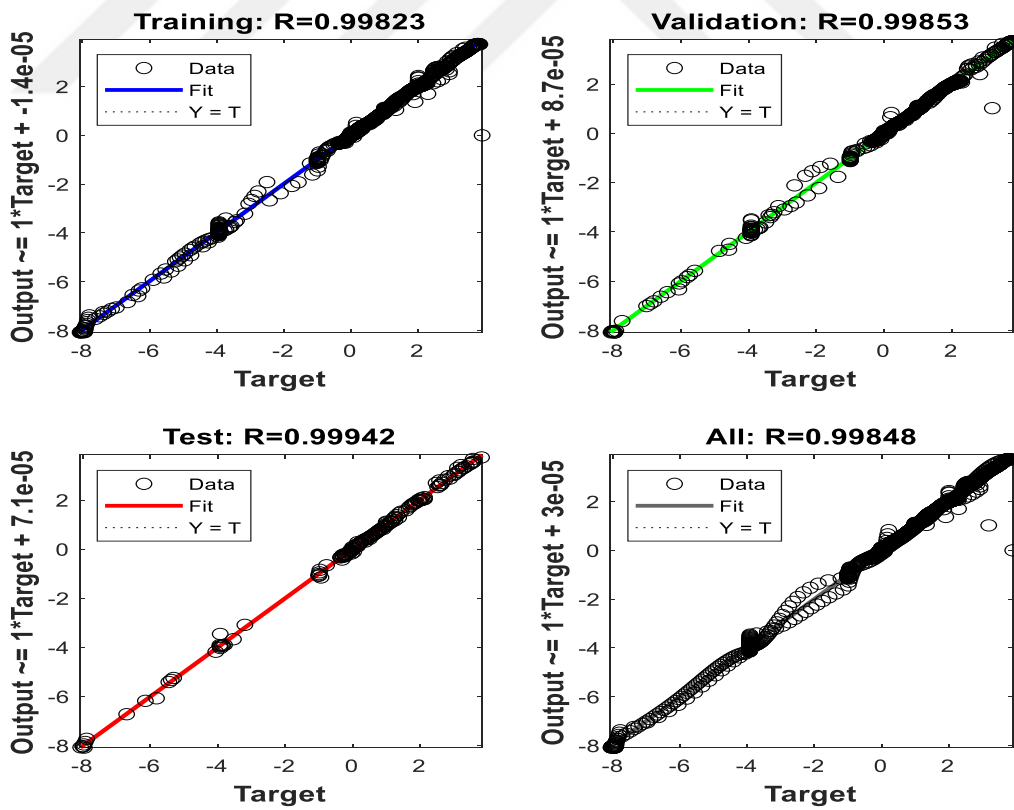 Training: R=0.99823
Output ~= 1*Target + -1.4e-05
Data
Fit
Y = T
2
0
-2
-4
-6
-8
-8 -6 -4 -2 0 2
Target
Validation: R=0.99853
Output ~= 1*Target + 8.7e-05
Data
Fit
Y = T
2
0
-2
-4
-6
-8
-8 -6 -4 -2 0 2
Target
Test: R=0.99942
Output ~= 1*Target + 7.1e-05
Data
Fit
Y = T
2
0
-2
-4
-6
-8
-8 -6 -4 -2 0 2
Target
All: R=0.99848
Output ~= 1*Target + 3e-05
Data
Fit
Y = T
2
0
-2
-4
-6
-8
-8 -6 -4 -2 0 2
Target